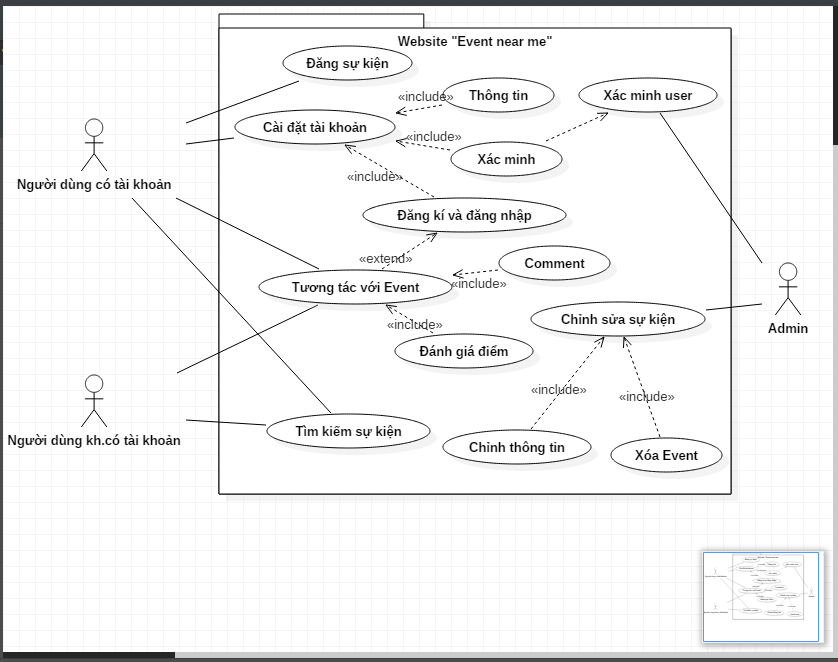 Website "Event near me"
Đăng sự kiện
«include»
Thông tin
Xác minh user
Cài đặt tài khoản
«include»
Xác minh
Người dùng có tài khoản
«include»
Đăng kí và đăng nhập
«extend»
Comment
Tương tác với Event
«include»
Chỉnh sửa sự kiện
Admin
«include»
Đánh giá điểm
«include»
«include»
Tìm kiếm sự kiện
Người dùng kh.có tài khoản
Chỉnh thông tin
Xóa Event